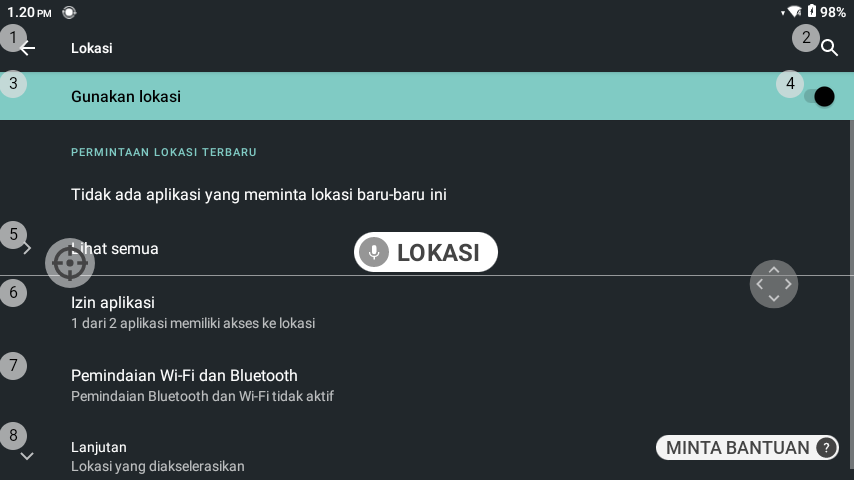 1.20 PM 98%
1 Lokasi 2
3 Gunakan lokasi 4
PERMINTAAN LOKASI TERBARU
Tidak ada aplikasi yang meminta lokasi baru-baru ini
5 Lihat semua
LOKASI
6 Izin aplikasi
1 dari 2 aplikasi memiliki akses ke lokasi
7 Pemindaian Wi-Fi dan Bluetooth
Pemindaian Bluetooth dan Wi-Fi tidak aktif
8 Lanjutan
Lokasi yang diakselerasikan
MINTA BANTUAN ?